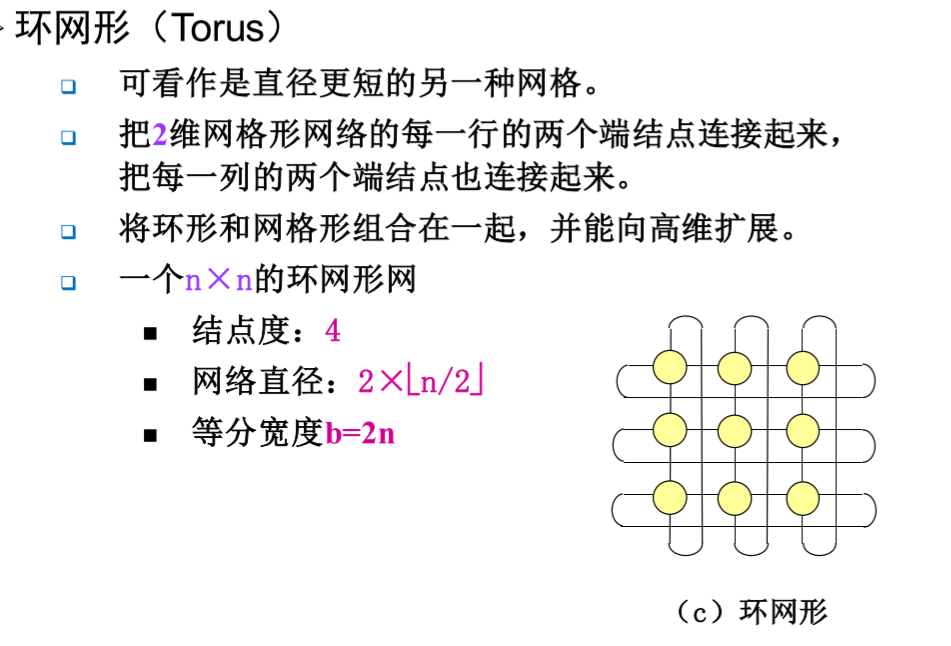 环网形（Torus）
可看作是直径更短的另一种网格。
把2维网格形网络的每一行的两个端结点连接起来，
把每一列的两个端结点也连接起来。
将环形和网格形组合在一起，并能向高维扩展。
一个n×n的环网形网
结点度：4
网络直径：2×⌊n/2⌋
等分宽度b=2n
（c）环网形